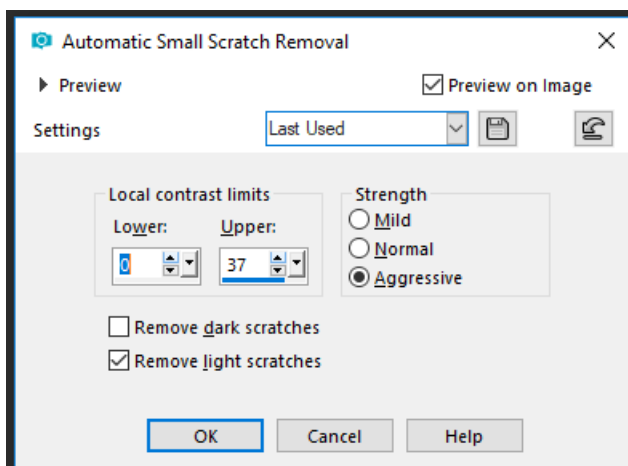 Automatic Small Scratch Removal
Preview Preview on Image
Settings Last Used
Local contrast limits Strength
Lower: Upper: Mild
0 37 Normal
Aggressive
Remove dark scratches
Remove light scratches
OK Cancel Help